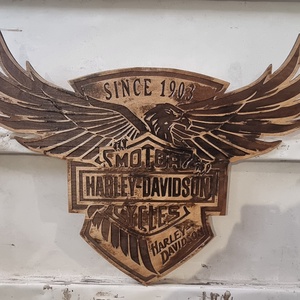 SINCE 1903
MOTOR
HARLEY-DAVIDSON
CYCLES
HARLEY
DAVIDSON